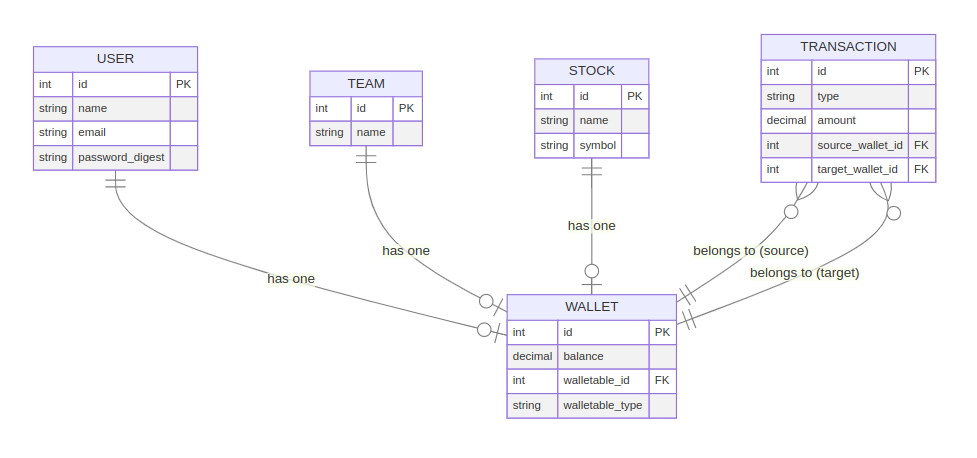 USER
int id PK
string name
string email
string password_digest
TEAM
int id PK
string name
STOCK
int id PK
string name
string symbol
TRANSACTION
int id PK
string type
decimal amount
int source_wallet_id FK
int target_wallet_id FK
has one
has one
has one
belongs to (source)
belongs to (target)
WALLET
int id PK
decimal balance
int walletable_id FK
string walletable_type